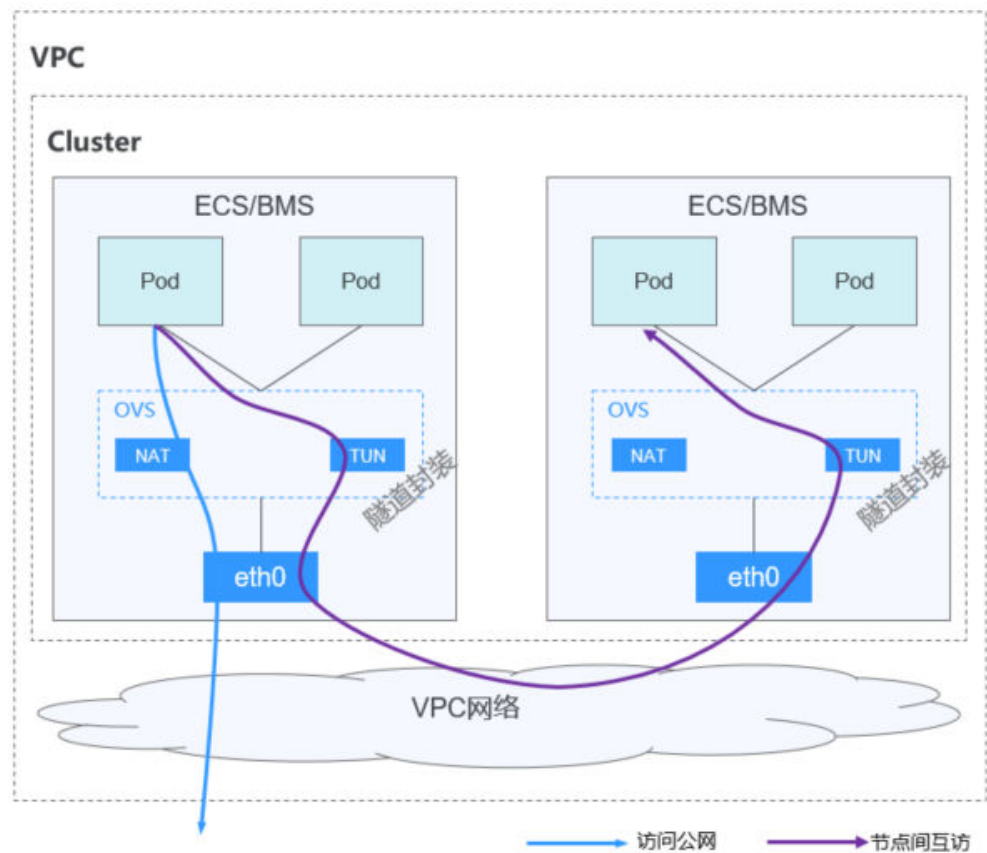 VPC
Cluster
ECS/BMS
ECS/BMS
Pod
Pod
Pod
Pod
OVS
OVS
NAT
TUN
NAT
TUN
隧道封装
隧道封装
eth0
eth0
VPC网络
访问公网
节点间互访